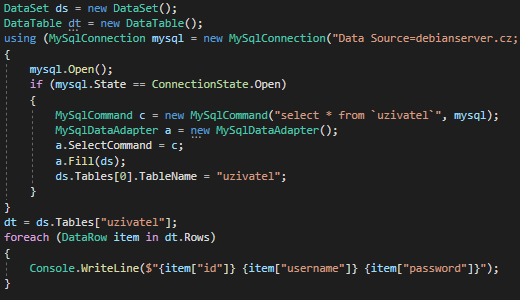 DataSet ds = new DataSet();
DataTable dt = new DataTable();
using (MySqlConnection mysql = new MySqlConnection("Data Source=debianserver.cz;
{
mysql.Open();
if (mysql.State == ConnectionState.Open)
{
MySqlCommand c = new MySqlCommand("select * from `uzivatel`", mysql);
MySqlDataAdapter a = new MySqlDataAdapter();
a.SelectCommand = c;
a.Fill(ds);
ds.Tables[0].TableName = "uzivatel";
}
}
dt = ds.Tables["uzivatel"];
foreach (DataRow item in dt.Rows)
{
Console.WriteLine($"{item["id"]} {item["username"]} {item["password"]}");
}